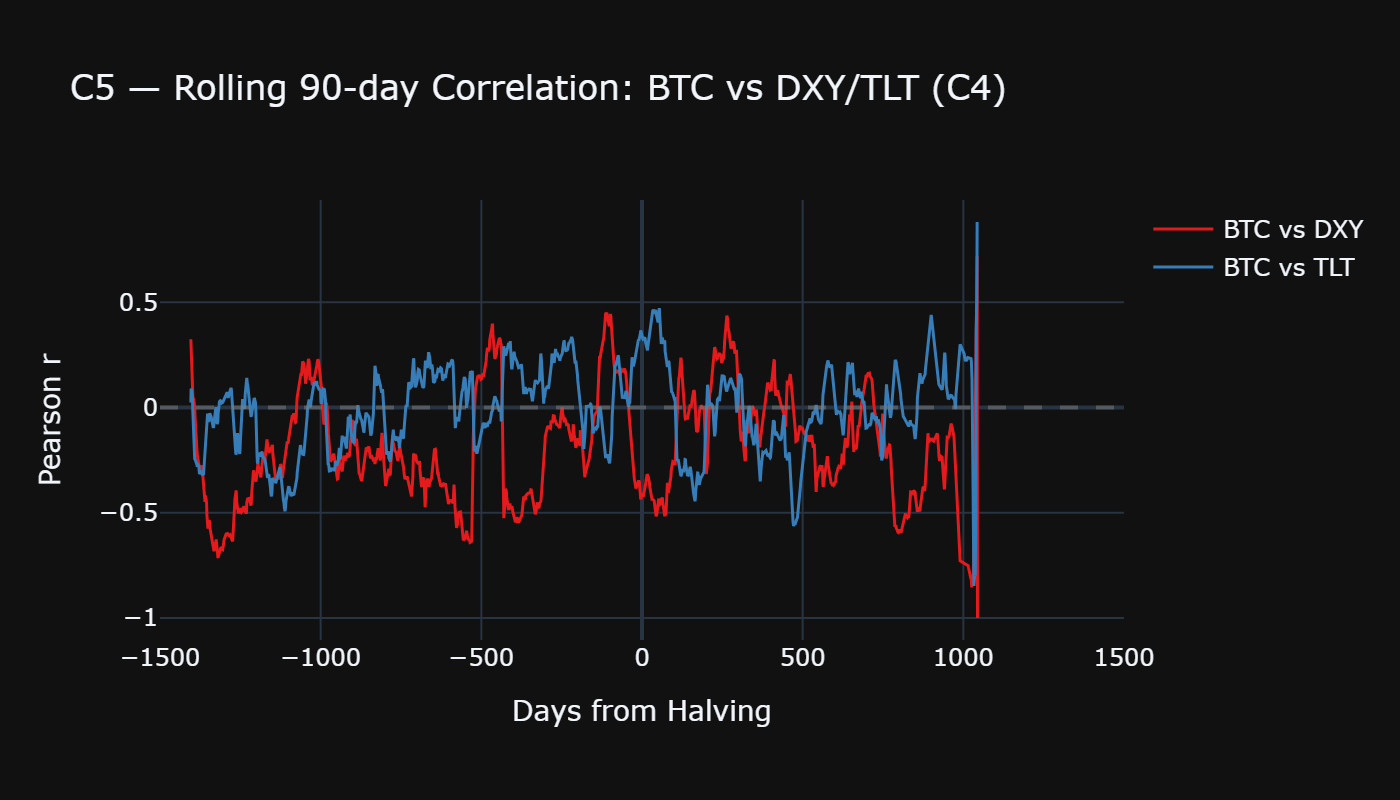 C5 — Rolling 90-day Correlation: BTC vs DXY/TLT (C4)
BTC vs DXY
BTC vs TLT
0.5
0
−0.5
−1
Pearson r
−1500
−1000
−500
0
500
1000
1500
Days from Halving